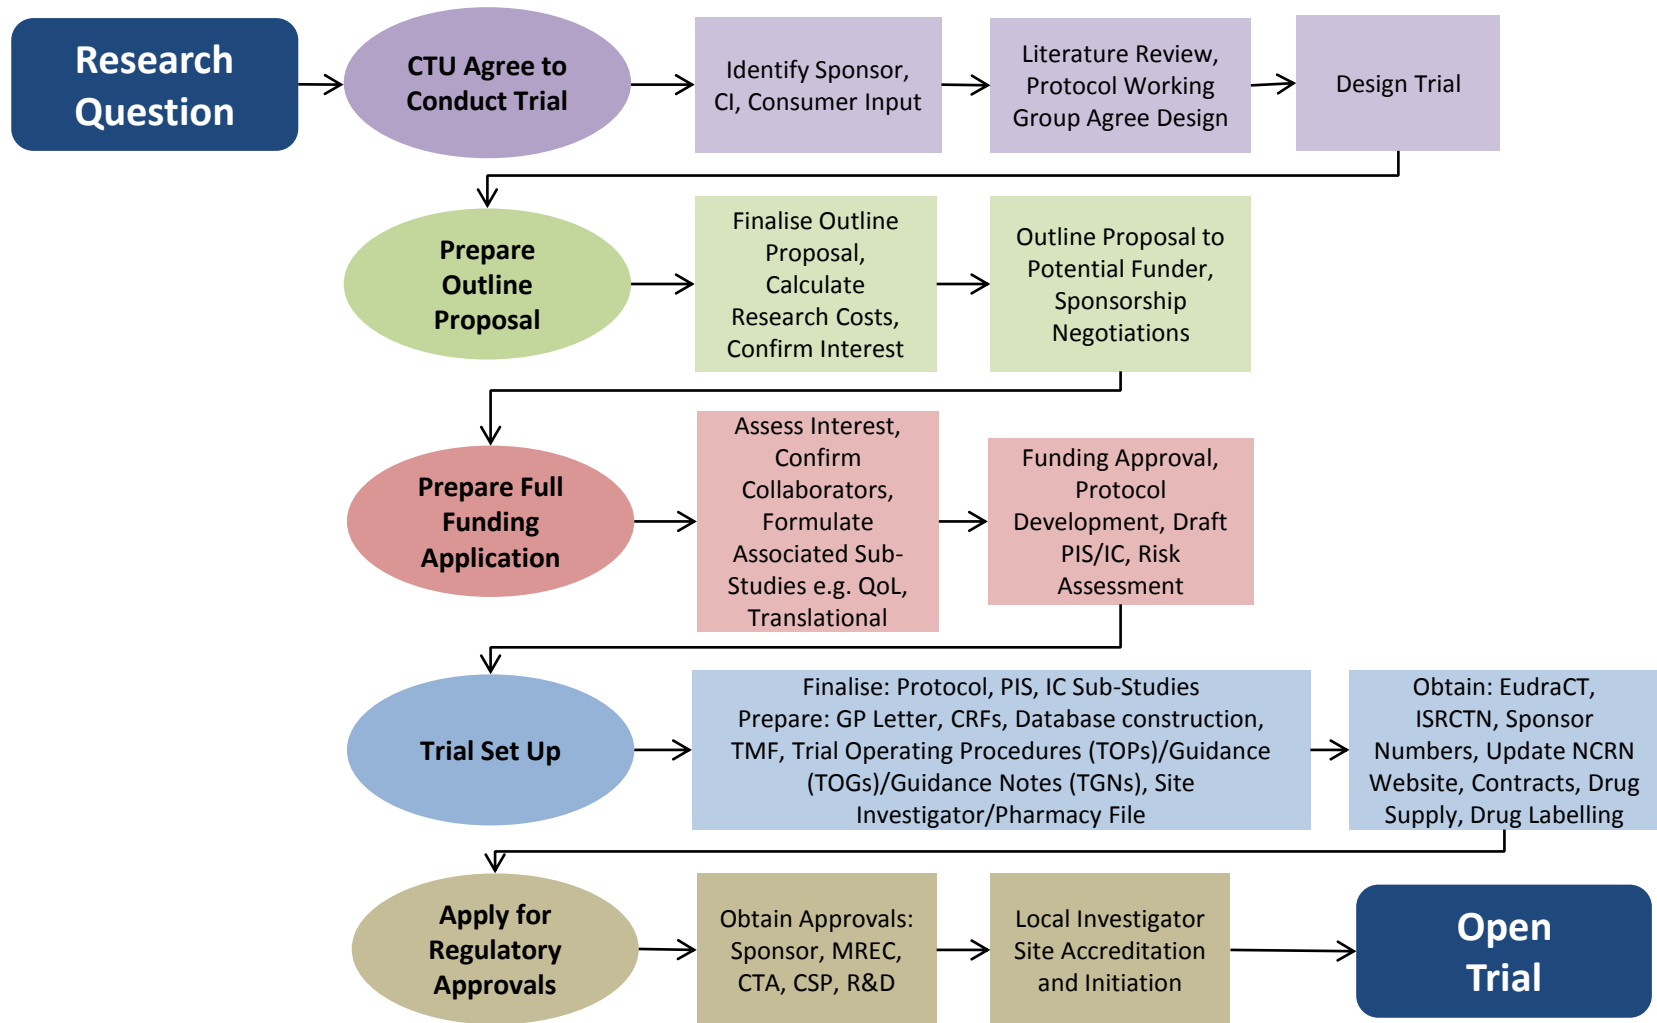 Research
Question
CTU Agree to
Conduct Trial
Identify Sponsor,
CI, Consumer Input
Literature Review,
Protocol Working
Group Agree Design
Design Trial
Prepare
Outline
Proposal
Finalise Outline
Proposal,
Calculate
Research Costs,
Confirm Interest
Outline Proposal to
Potential Funder,
Sponsorship
Negotiations
Prepare Full
Funding
Application
Assess Interest,
Confirm
Collaborators,
Formulate
Associated Sub-
Studies e.g. QoL,
Translational
Funding Approval,
Protocol
Development, Draft
PIS/IC, Risk
Assessment
Trial Set Up
Finalise: Protocol, PIS, IC Sub-Studies
Prepare: GP Letter, CRFs, Database construction,
TMF, Trial Operating Procedures (TOPs)/Guidance
(TOGs)/Guidance Notes (TGNs), Site
Investigator/Pharmacy File
Obtain: EudraCT,
ISRCTN, Sponsor
Numbers, Update NCRN
Website, Contracts, Drug
Supply, Drug Labelling
Apply for
Regulatory
Approvals
Obtain Approvals:
Sponsor, MREC,
CTA, CSP, R&D
Local Investigator
Site Accreditation
and Initiation
Open
Trial